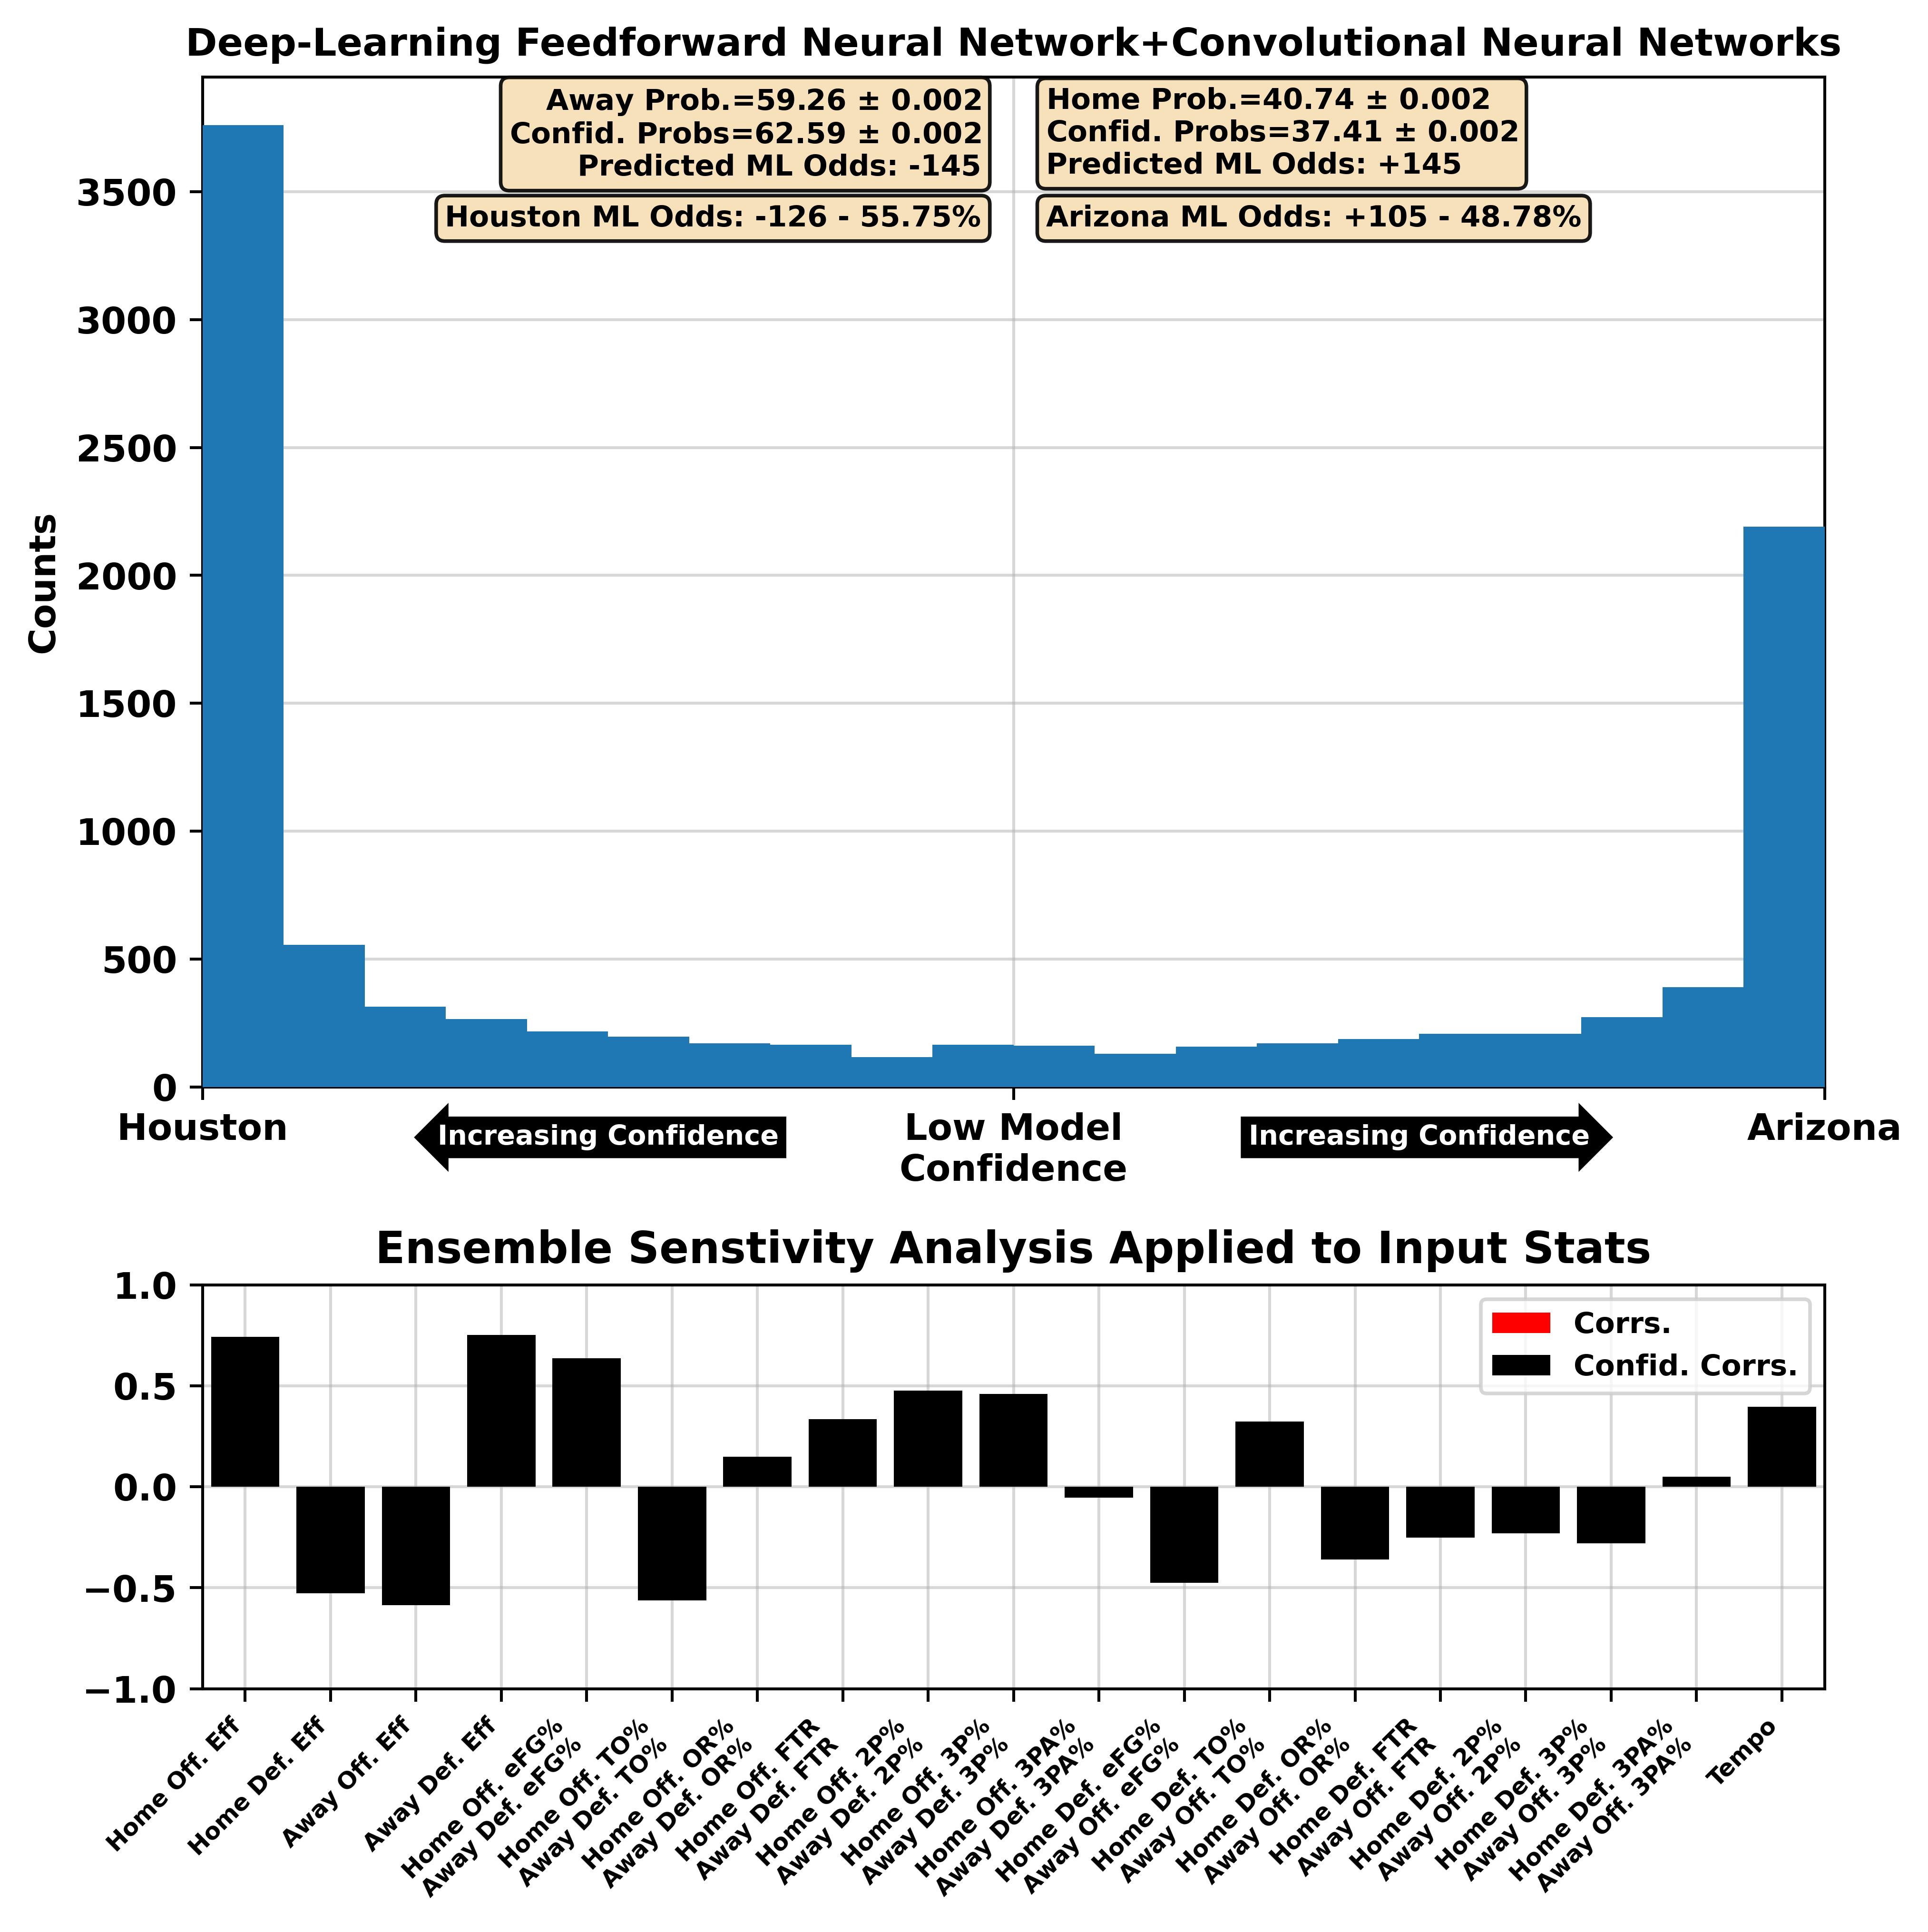 Deep-Learning Feedforward Neural Network+Convolutional Neural Networks
Away Prob.=59.26 ± 0.002
Confid. Probs=62.59 ± 0.002
Predicted ML Odds: -145
Home Prob.=40.74 ± 0.002
Confid. Probs=37.41 ± 0.002
Predicted ML Odds: +145
Houston ML Odds: -126 - 55.75%
Arizona ML Odds: +105 - 48.78%
Counts
3500
3000
2500
2000
1500
1000
500
0
Houston
Increasing Confidence
Low Model
Confidence
Increasing Confidence
Arizona
Ensemble Senstivity Analysis Applied to Input Stats
1.0
0.5
0.0
−0.5
−1.0
Corrs.
Confid. Corrs.
Home Off. Eff
Home Def. Eff
Away Off. Eff
Away Def. Eff
Home Off. eFG%
Away Def. eFG%
Home Off. TO%
Away Def. TO%
Home Off. OR%
Away Def. OR%
Home Off. FTR
Away Def. FTR
Home Off. 2P%
Away Def. 2P%
Home Off. 3P%
Away Def. 3P%
Home Off. 3PA%
Away Def. 3PA%
Home Def. eFG%
Away Off. eFG%
Home Def. TO%
Away Off. TO%
Home Def. OR%
Away Off. OR%
Home Def. FTR
Away Off. FTR
Home Def. 2P%
Away Off. 2P%
Home Def. 3P%
Away Off. 3P%
Home Def. 3PA%
Away Off. 3PA%
Tempo